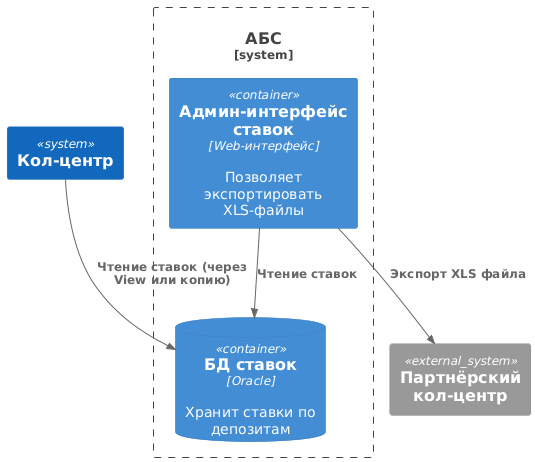 АБС
[system]
«container»
Админ-интерфейс
ставок
[Web-интерфейс]
Позволяет
экспортировать
XLS-файлы
«system»
Кол-центр
Чтение ставок (через
View или копию)
Чтение ставок
Экспорт XLS файла
«container»
БД ставок
[Oracle]
Хранит ставки по
депозитам
«external_system»
Партнёрский
кол-центр